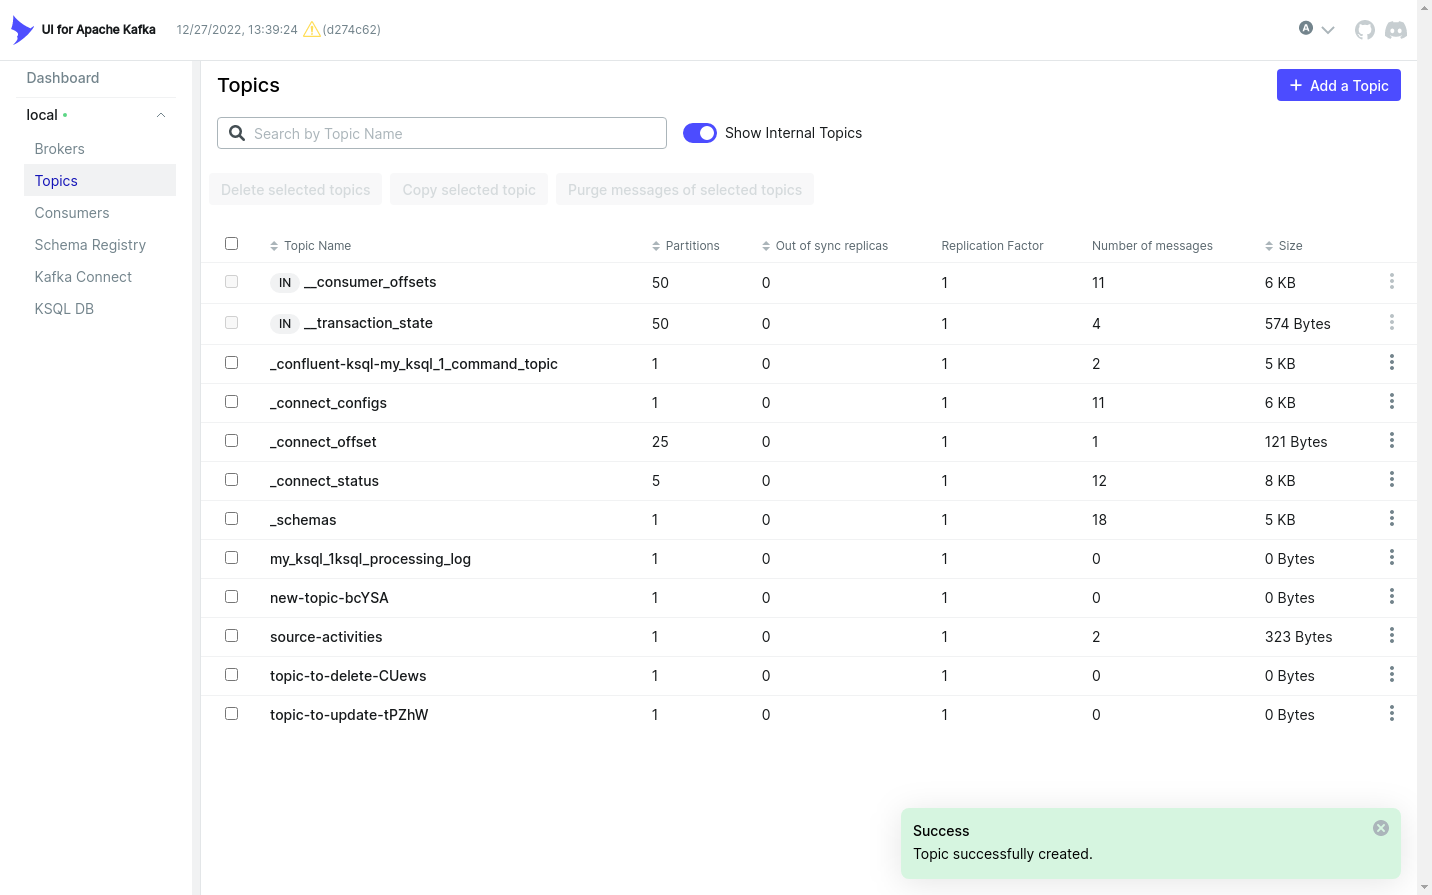 UI for Apache Kafka 12/27/2022, 13:39:24 (d274c62) A
Dashboard
local
Brokers
Topics
Consumers
Schema Registry
Kafka Connect
KSQL DB
Topics
Add a Topic
Search by Topic Name
Show Internal Topics
Delete selected topics Copy selected topic Purge messages of selected topics
Topic Name Partitions Out of sync replicas Replication Factor Number of messages Size
IN __consumer_offsets 50 0 1 11 6 KB
IN __transaction_state 50 0 1 4 574 Bytes
_confluent-ksql-my_ksql_1_command_topic 1 0 1 2 5 KB
_connect_configs 1 0 1 11 6 KB
_connect_offset 25 0 1 1 121 Bytes
_connect_status 5 0 1 12 8 KB
_schemas 1 0 1 18 5 KB
my_ksql_1ksql_processing_log 1 0 1 0 0 Bytes
new-topic-bcYSA 1 0 1 0 0 Bytes
source-activities 1 0 1 2 323 Bytes
topic-to-delete-CUews 1 0 1 0 0 Bytes
topic-to-update-tPZhW 1 0 1 0 0 Bytes
Success
Topic successfully created.